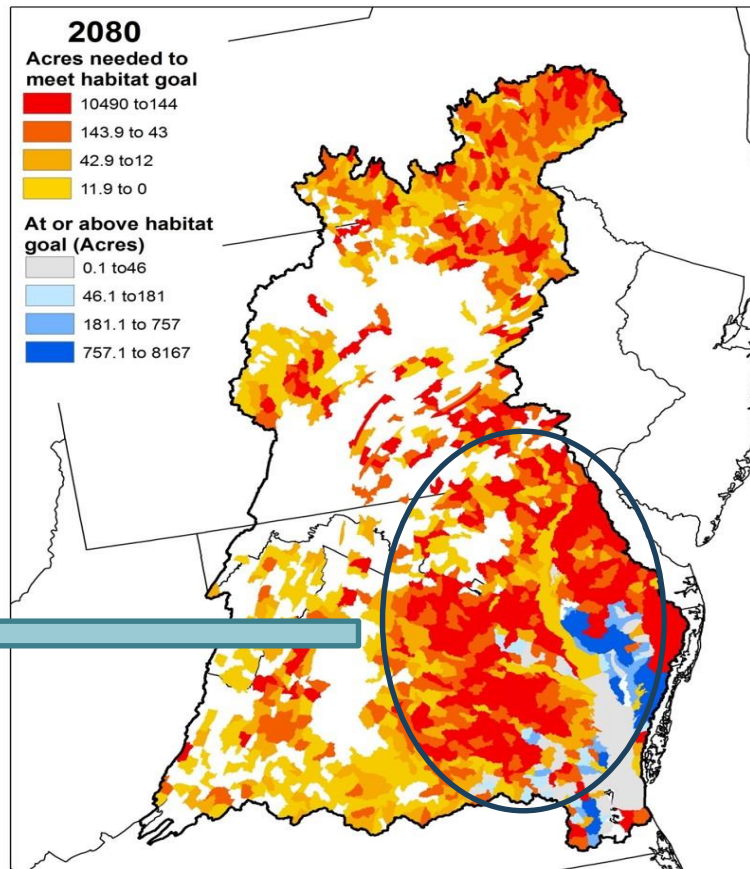 2080
Acres needed to
meet habitat goal
10490 to144
143.9 to 43
42.9 to12
11.9 to 0
At or above habitat
goal (Acres)
0.1 to46
46.1 to181
181.1 to 757
757.1 to 8167